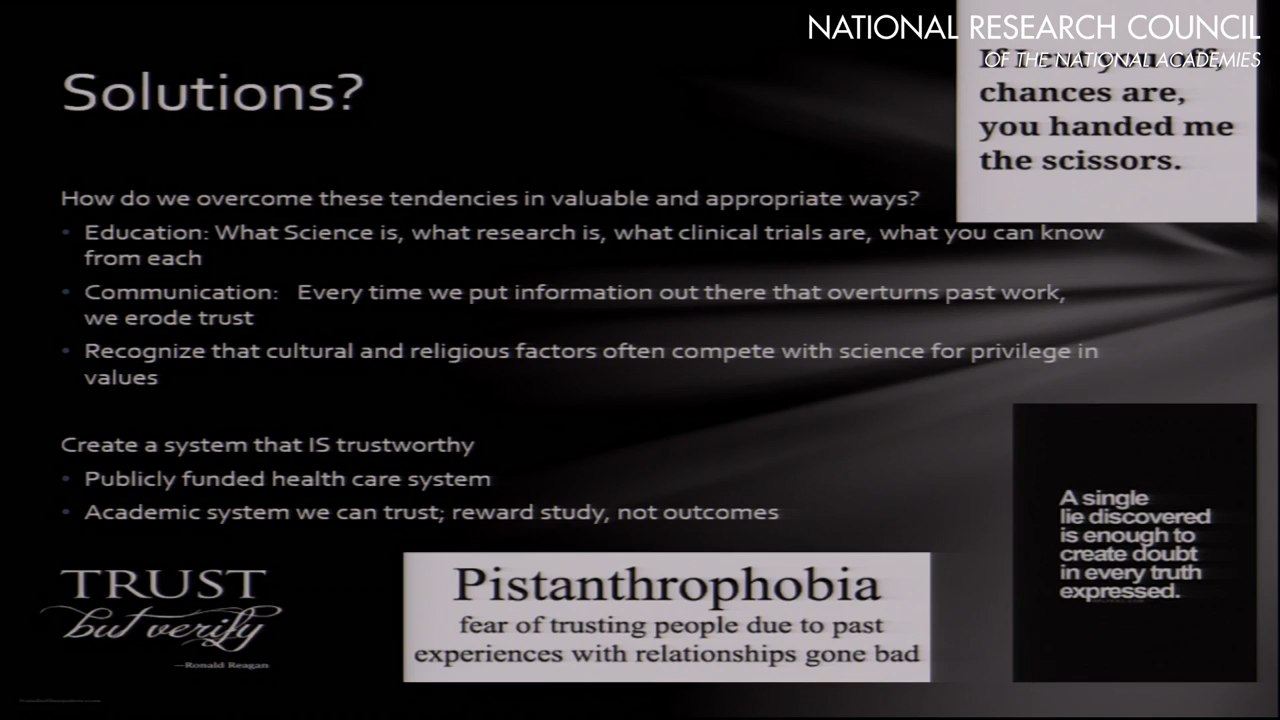 NATIONAL RESEARCH COUNCIL
OF THE NATIONAL ACADEMIES
If I cut you off,
chances are,
you handed me
the scissors.
Solutions?
How do we overcome these tendencies in valuable and appropriate ways?
Education: What Science is, what research is, what clinical trials are, what you can know
from each
Communication: Every time we put information out there that overturns past work,
we erode trust
Recognize that cultural and religious factors often compete with science for privilege in
values
Create a system that IS trustworthy
Publicly funded health care system
Academic system we can trust; reward study, not outcomes
A single
lie discovered
is enough to
create doubt
in every truth
expressed.
TRUST
but verify
—Ronald Reagan
Pistanthrophobia
fear of trusting people due to past
experiences with relationships gone bad